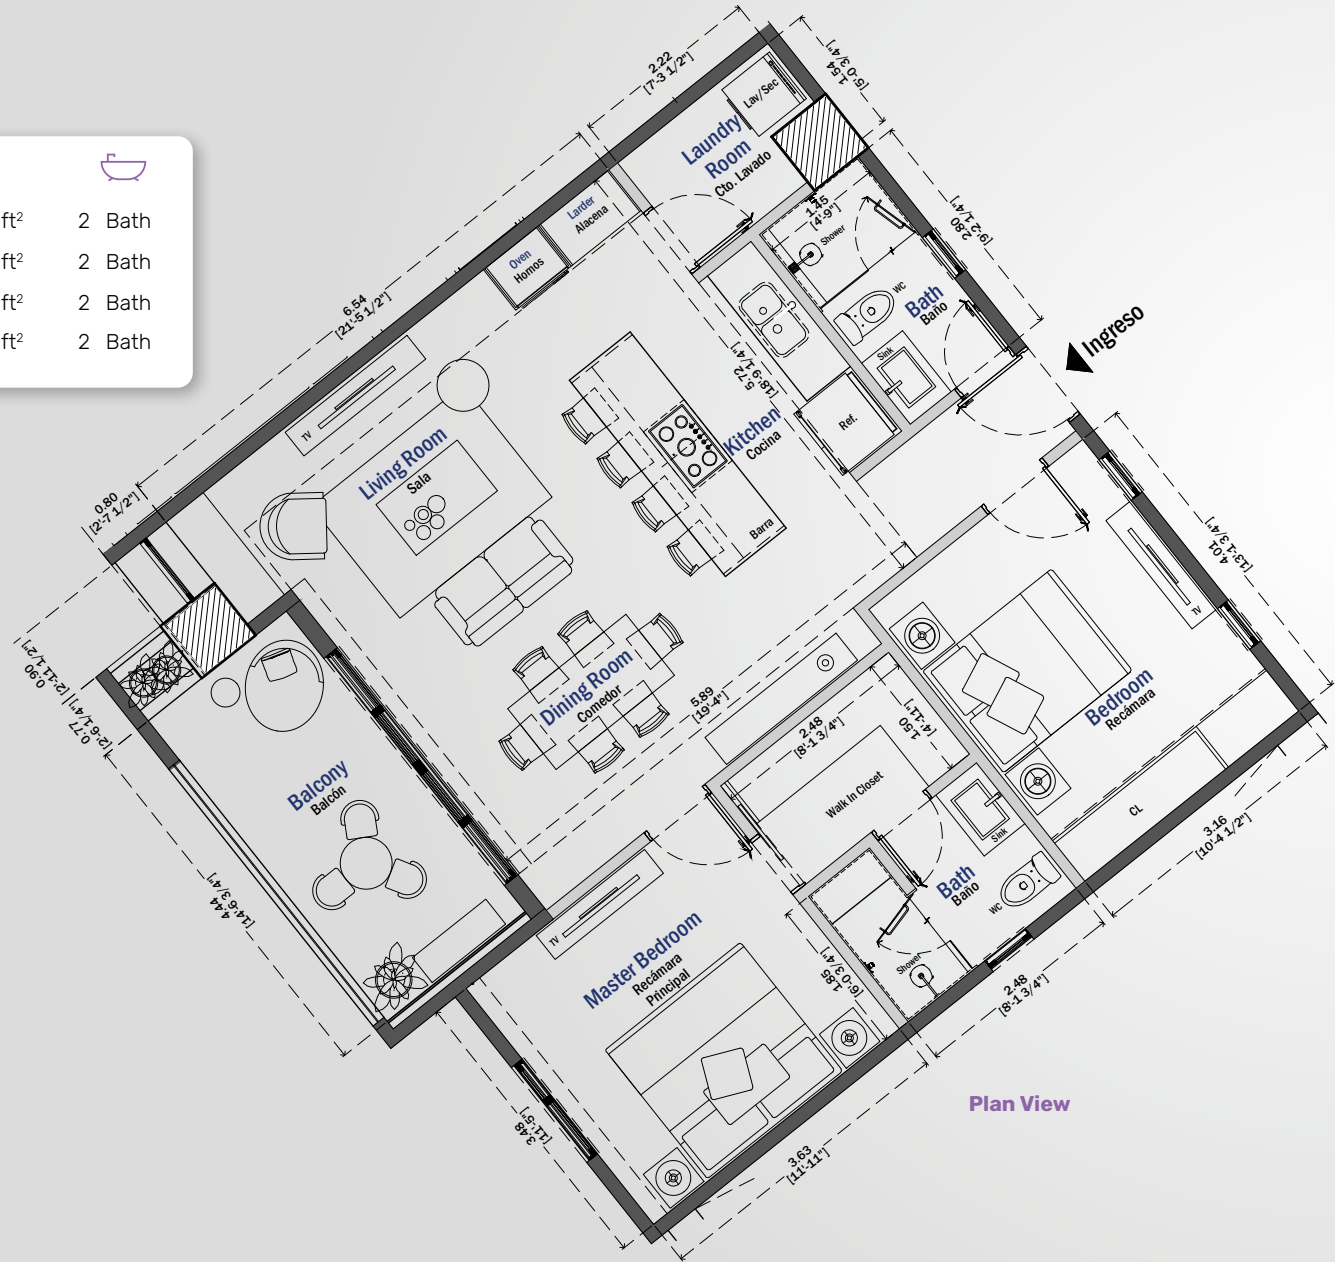 ft² 2 Bath
ft² 2 Bath
ft² 2 Bath
ft² 2 Bath
2.22
[7'-3 1/2"]
1.54
[5'-0 3/4"]
Lav/Sec
Laundry
Room
Cto. Lavado
Larder
Alacena
Oven
Hornos
1.45
[4'-9"]
Shower
2.80
[9'-2 1/4"]
WC
Bath
Baño
Sink
Ingreso
6.54
[21'-5 1/2"]
5.72
[18'-9 1/4"]
Ref.
Kitchen
Cocina
Barra
TV
Living Room
Sala
0.80
[2'-7 1/2"]
4.01
[13'-1 3/4"]
TV
0.90
[2'-11 1/2"]
0.77
[2'-6 1/4"]
Dining Room
Comedor
5.89
[19'-4"]
2.48
[8'-1 3/4"]
1.50
[4'-11"]
Bedroom
Recámara
Walk In Closet
CL
3.16
[10'-4 1/2"]
Balcony
Balcón
Sink
Bath
Baño
WC
4.44
[14'-6 3/4"]
TV
Master Bedroom
Recámara
Principal
1.85
[6'-0 3/4"]
Shower
2.48
[8'-1 3/4"]
3.48
[11'-5"]
3.63
[11'-11"]
Plan View